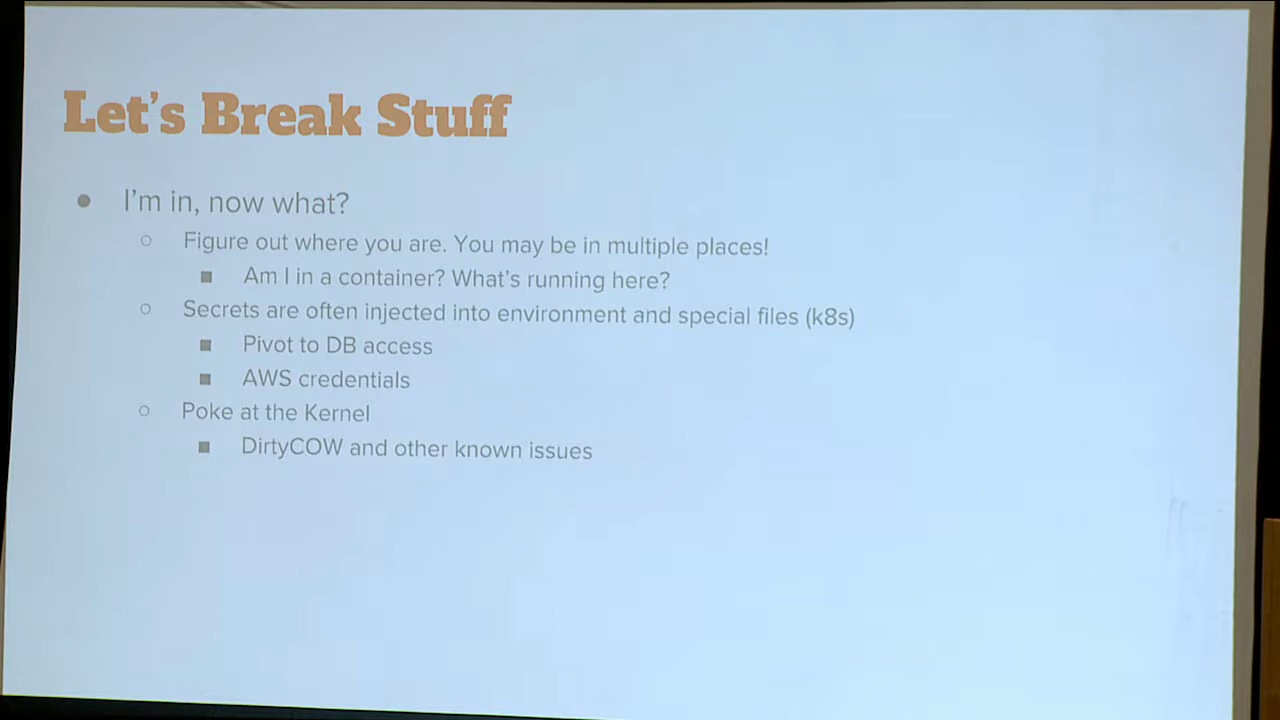 Let's Break Stuff
I'm in, now what?
Figure out where you are. You may be in multiple places!
Am I in a container? What's running here?
Secrets are often injected into environment and special files (k8s)
Pivot to DB access
AWS credentials
Poke at the Kernel
DirtyCOW and other known issues